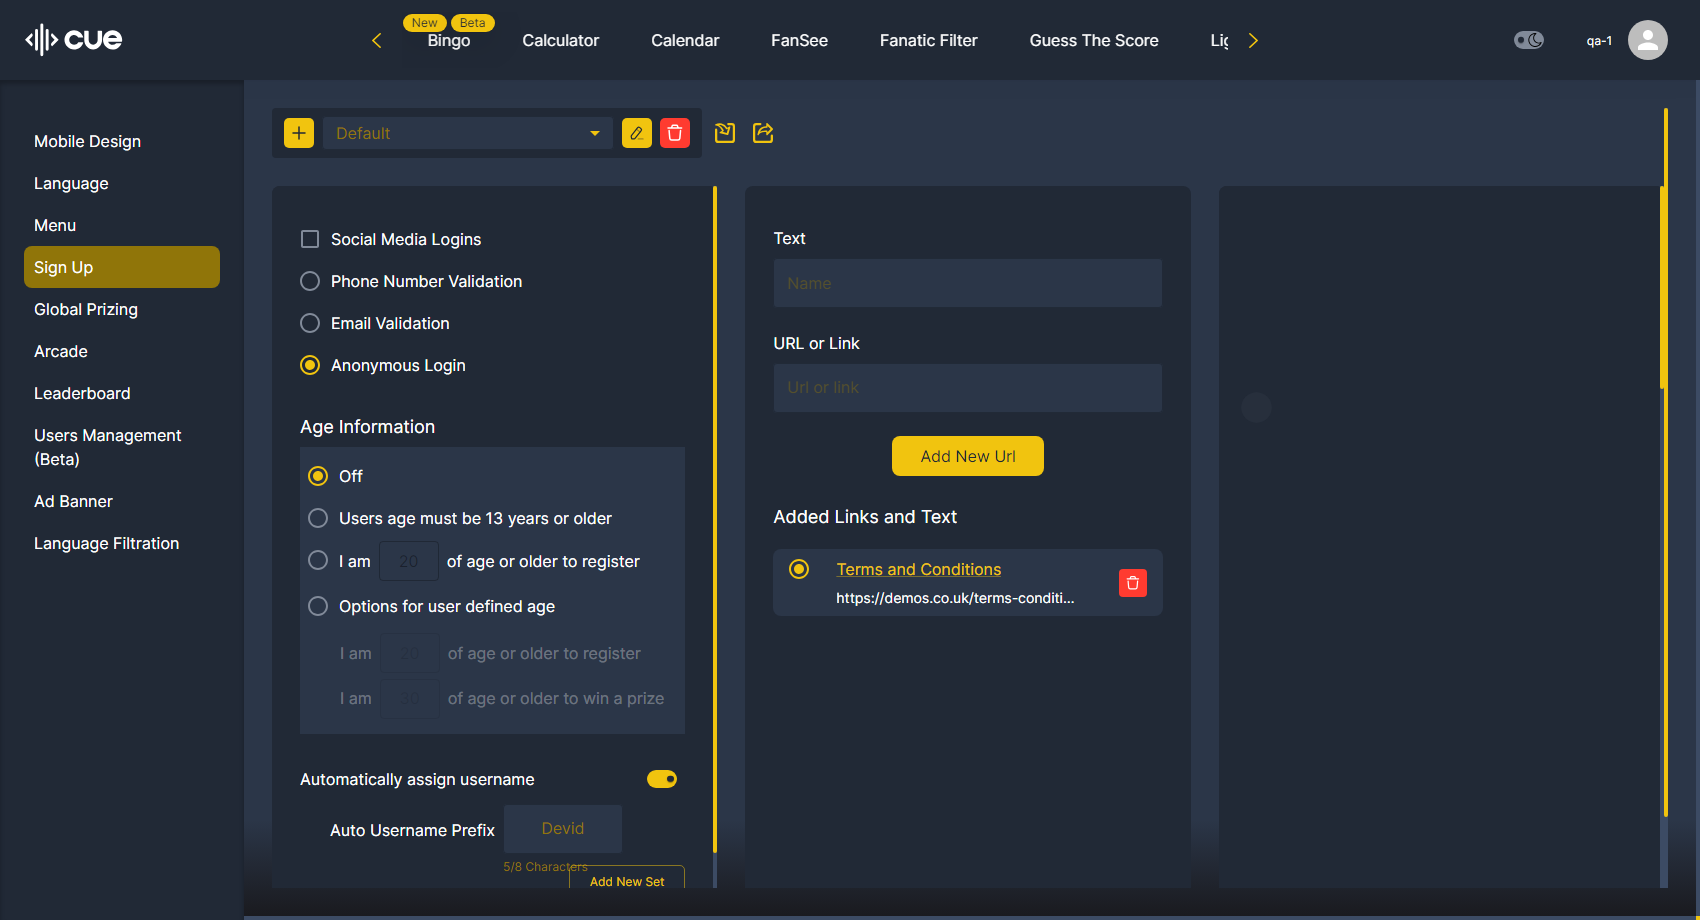 cue
New
Beta
Bingo
Calculator
Calendar
FanSee
Fanatic Filter
Guess The Score
Lig
qa-1
Mobile Design
Language
Menu
Sign Up
Global Prizing
Arcade
Leaderboard
Users Management
(Beta)
Ad Banner
Language Filtration
Default
Social Media Logins
Phone Number Validation
Email Validation
Anonymous Login
Age Information
Off
Users age must be 13 years or older
I am 20 of age or older to register
Options for user defined age
I am 20 of age or older to register
I am 30 of age or older to win a prize
Automatically assign username
Auto Username Prefix Devid
5/8 Characters
Add New Set
Text
Name
URL or Link
Url or link
Add New Url
Added Links and Text
Terms and Conditions
https://demos.co.uk/terms-conditi...